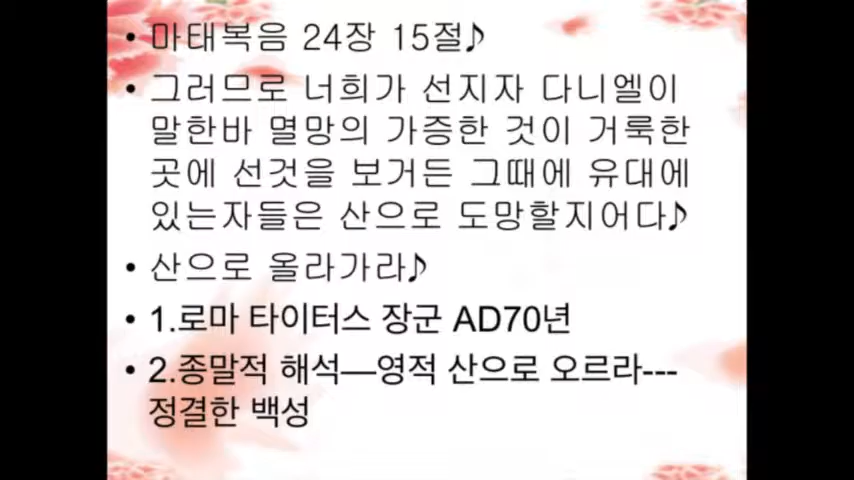 • 마태복음 24장 15절♪
• 그러므로 너희가 선지자 다니엘이
말한바 멸망의 가증한 것이 거룩한
곳에 선것을 보거든 그때에 유대에
있는자들은 산으로 도망할지어다♪
• 산으로 올라가라♪
• 1.로마 타이터스 장군 AD70년
• 2.종말적 해석—영적 산으로 오르라---
정결한 백성